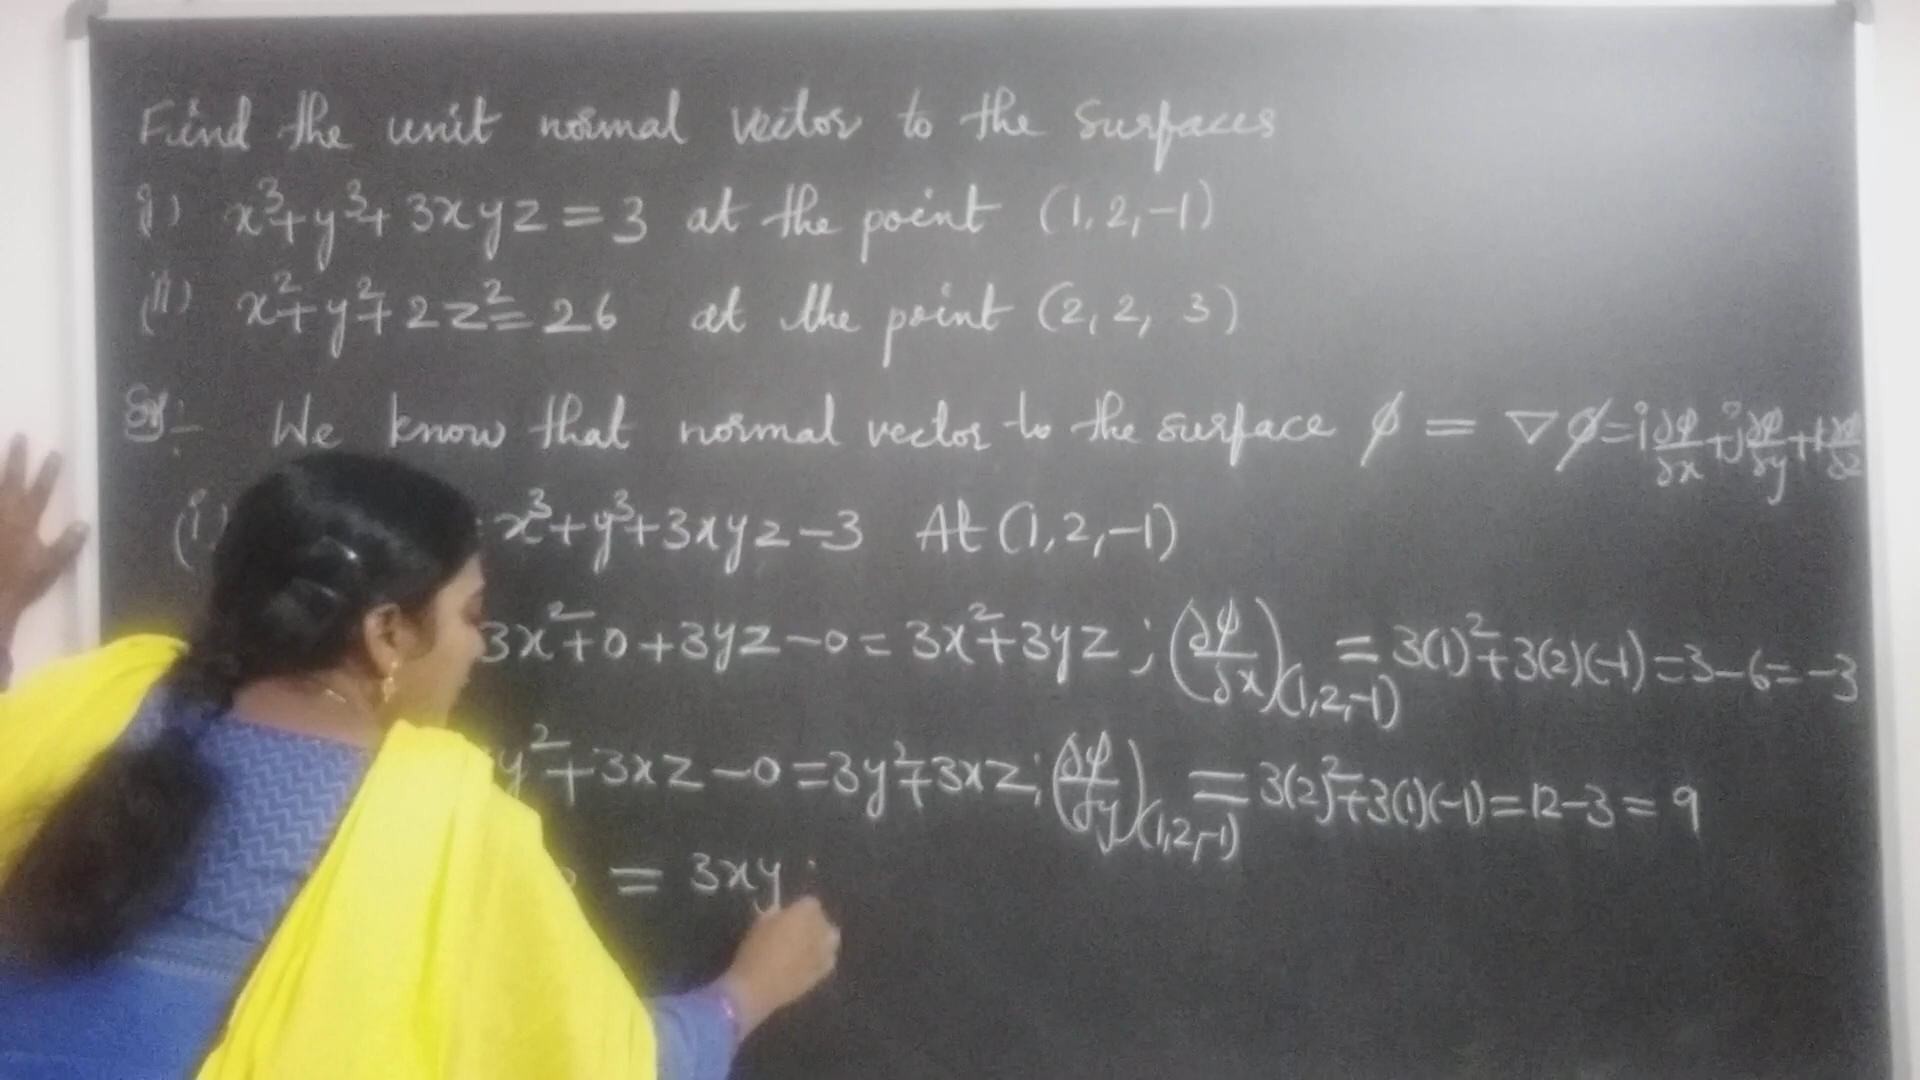 Find the unit normal vector to the surfaces
i) x³+y³+3xyz=3 at the point (1,2,-1)
(ii) x²+y²+2z²=26 at the point (2,2, 3)
Sol:- We know that normal vector to the surface ϕ = ∇ϕ=i∂φ/∂x+j∂φ/∂y+k∂φ/∂z
(i) x³+y³+3xyz-3 At (1,2,-1)
3x²+0+3yz-0=3x²+3yz;(∂φ/∂x)(1,2,-1) =3(1)²+3(2)(-1)=3-6=-3
y²+3xz-0=3y²+3xz;(∂φ/∂y)(1,2,-1) =3(2)²+3(1)(-1)=12-3=9
= 3xy